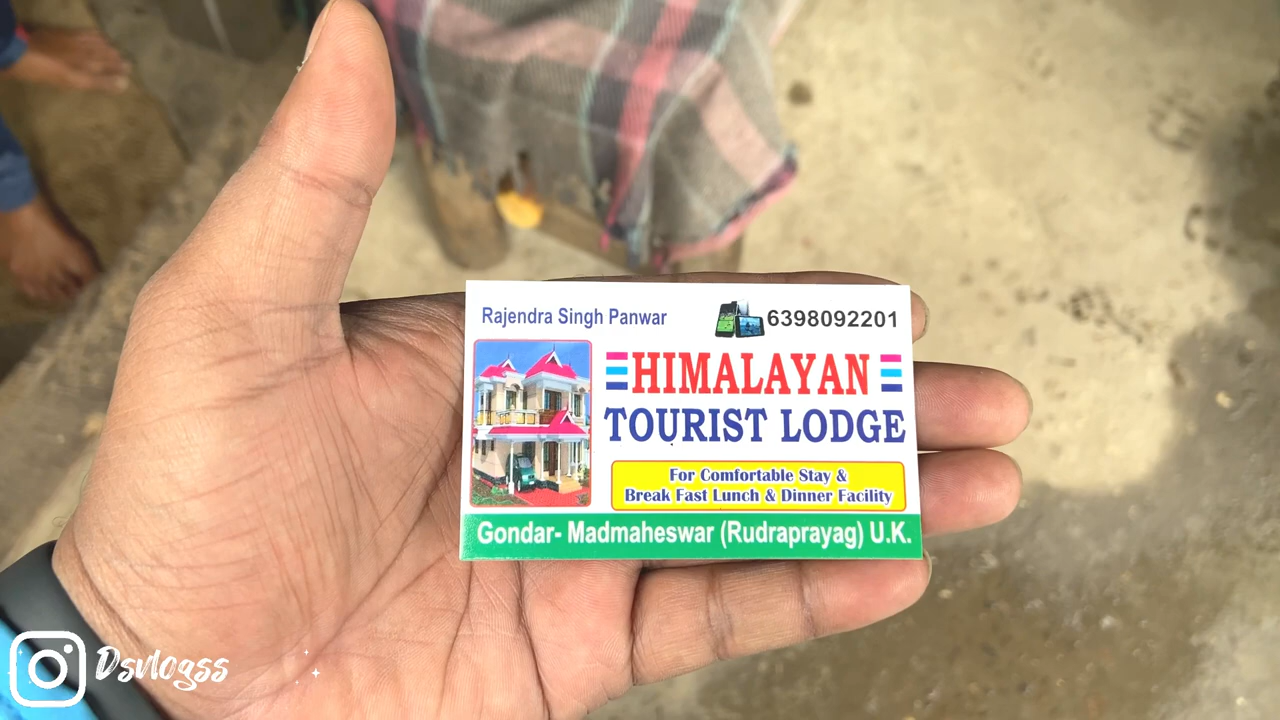 Rajendra Singh Panwar
6398092201
HIMALAYAN
TOURIST LODGE
For Comfortable Stay &
Break Fast Lunch & Dinner Facility
Gondar- Madmaheswar (Rudraprayag) U.K.
Dsvlogss